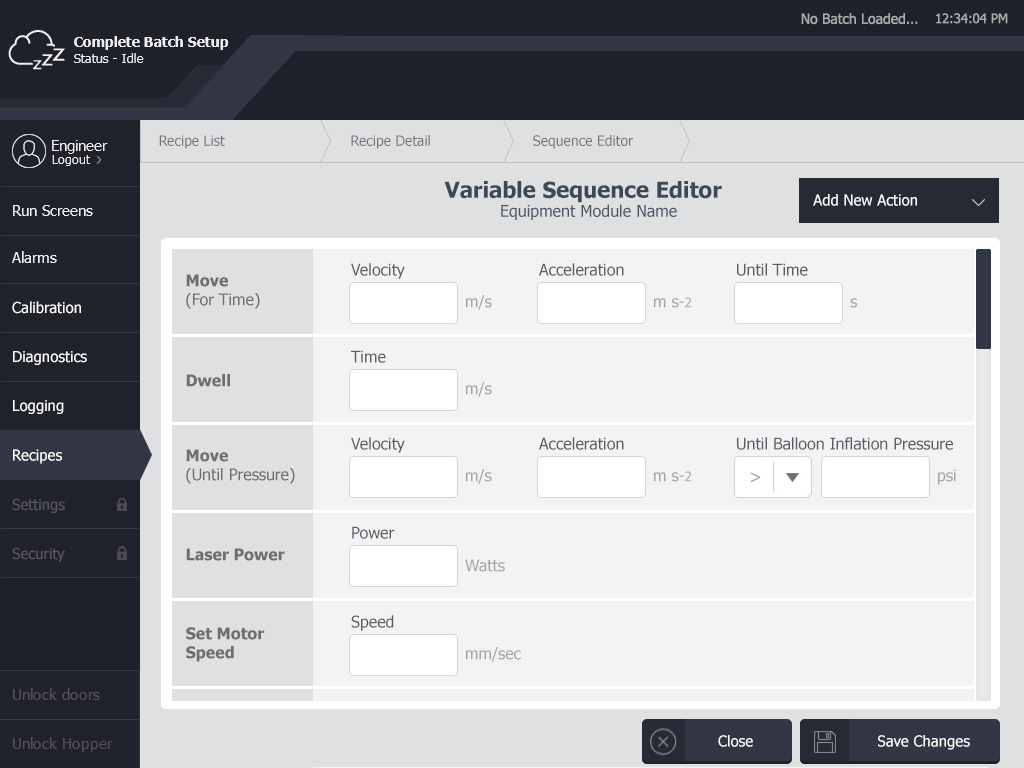 No Batch Loaded... 12:34:04 PM
zzZ
Complete Batch Setup
Status - Idle
Engineer
Logout >
Recipe List
Recipe Detail
Sequence Editor
Run Screens
Alarms
Calibration
Diagnostics
Logging
Recipes
Settings
Security
Unlock doors
Unlock Hopper
Variable Sequence Editor
Equipment Module Name
Add New Action
Move
(For Time)
Velocity
m/s
Acceleration
m s-2
Until Time
s
Dwell
Time
m/s
Move
(Until Pressure)
Velocity
m/s
Acceleration
m s-2
Until Balloon Inflation Pressure
>
psi
Laser Power
Power
Watts
Set Motor
Speed
Speed
mm/sec
Close
Save Changes